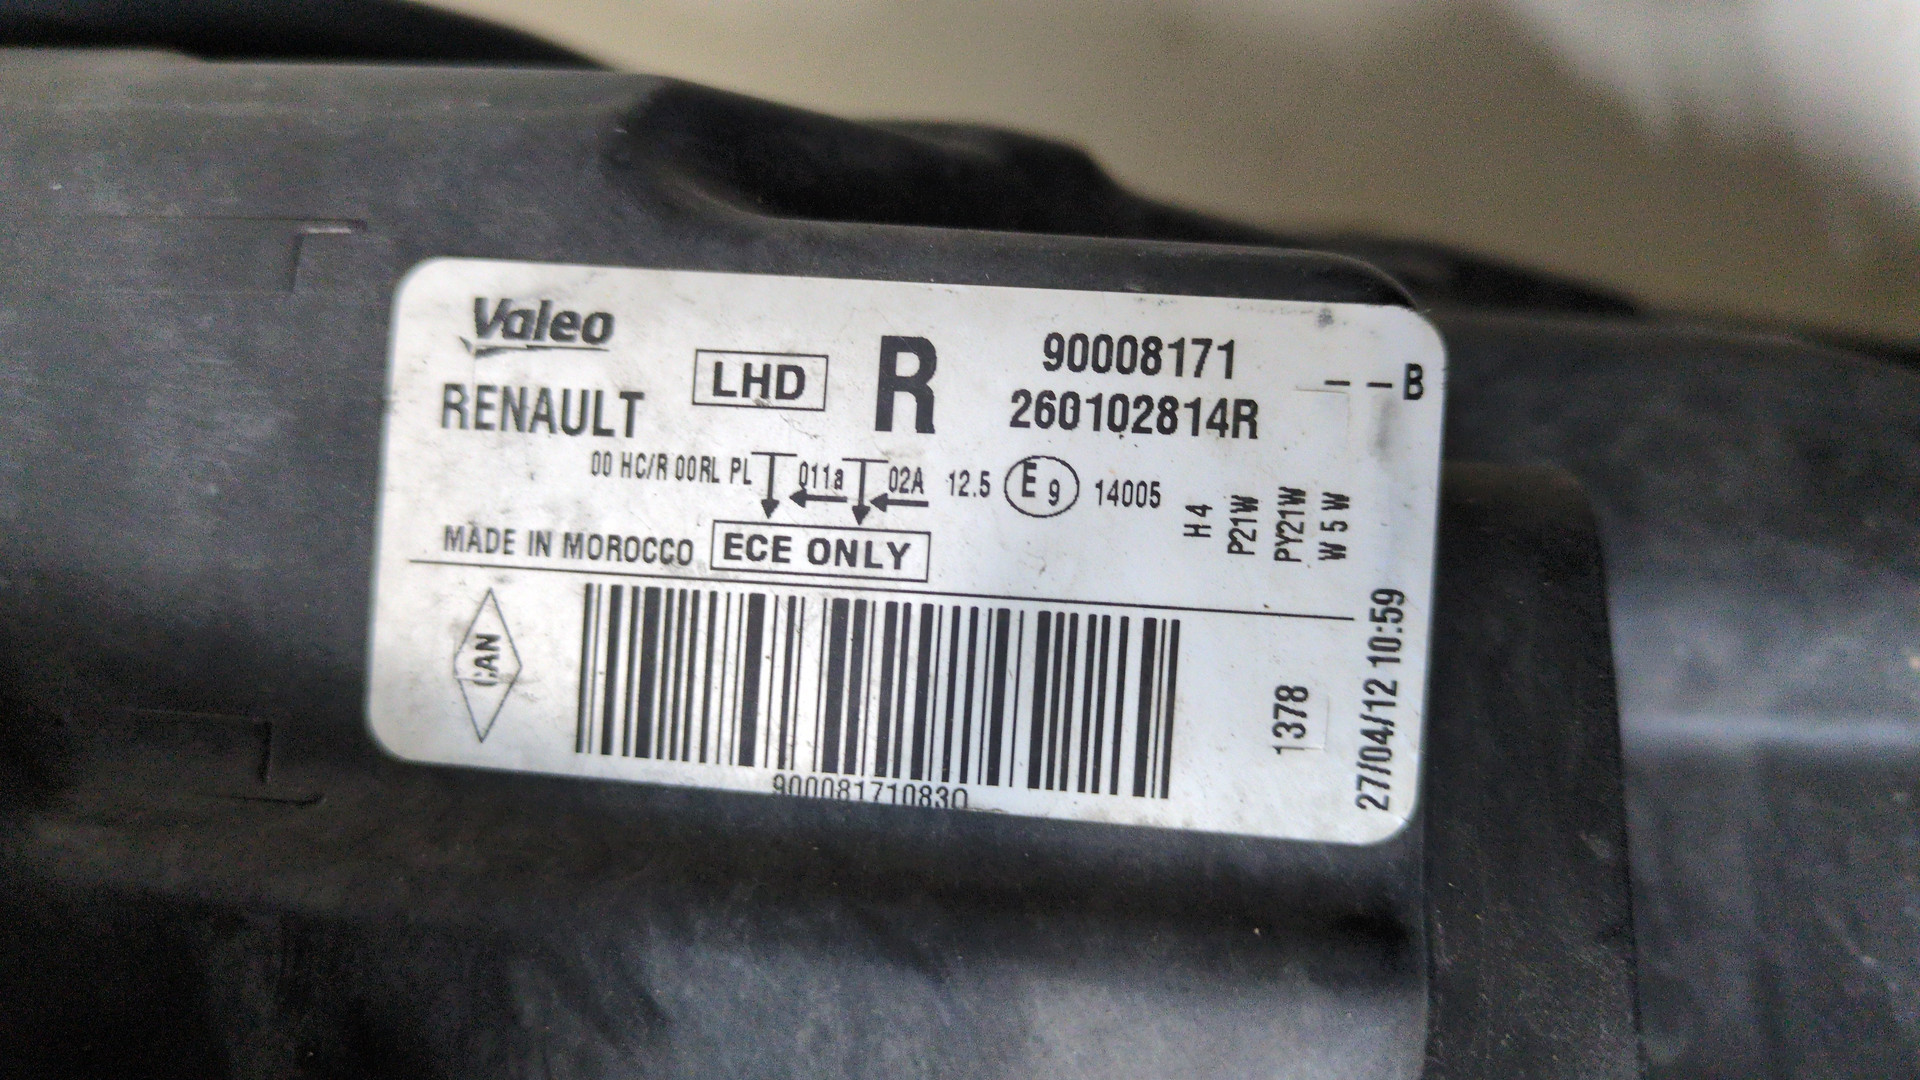 Valeo
RENAULT
LHD
R
90008171
260102814R
--B
00 HC/R 00RL PL 011a 02A 12.5 E9 14005
H4
P21W
PY21W
W5W
MADE IN MOROCCO
ECE ONLY
CAN
900081710830
1378
27/04/12 10:59